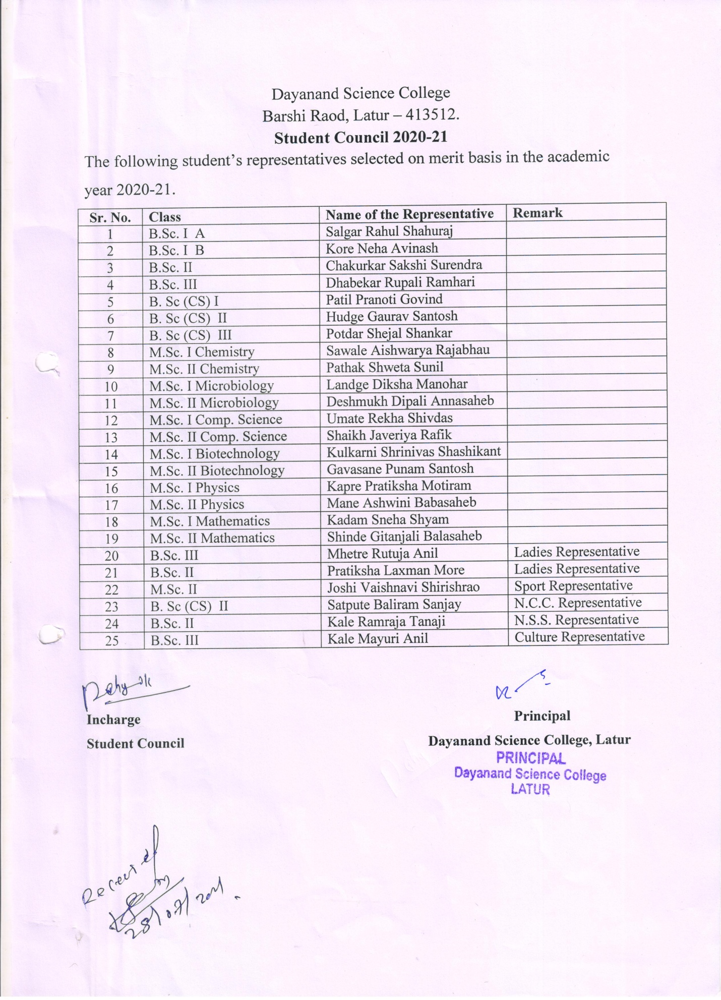 Dayanand Science College
Barshi Raod, Latur – 413512.
Student Council 2020-21
The following student’s representatives selected on merit basis in the academic
year 2020-21.
Sr. No. Class Name of the Representative Remark
1 B.Sc. I A Salgar Rahul Shahuraj
2 B.Sc. I B Kore Neha Avinash
3 B.Sc. II Chakurkar Sakshi Surendra
4 B.Sc. III Dhabekar Rupali Ramhari
5 B. Sc (CS) I Patil Pranoti Govind
6 B. Sc (CS) II Hudge Gaurav Santosh
7 B. Sc (CS) III Potdar Shejal Shankar
8 M.Sc. I Chemistry Sawale Aishwarya Rajabhau
9 M.Sc. II Chemistry Pathak Shweta Sunil
10 M.Sc. I Microbiology Landge Diksha Manohar
11 M.Sc. II Microbiology Deshmukh Dipali Annasaheb
12 M.Sc. I Comp. Science Umate Rekha Shivdas
13 M.Sc. II Comp. Science Shaikh Javeriya Rafik
14 M.Sc. I Biotechnology Kulkarni Shrinivas Shashikant
15 M.Sc. II Biotechnology Gavasane Punam Santosh
16 M.Sc. I Physics Kapre Pratiksha Motiram
17 M.Sc. II Physics Mane Ashwini Babasaheb
18 M.Sc. I Mathematics Kadam Sneha Shyam
19 M.Sc. II Mathematics Shinde Gitanjali Balasaheb
20 B.Sc. III Mhetre Rutuja Anil Ladies Representative
21 B.Sc. II Pratiksha Laxman More Ladies Representative
22 M.Sc. II Joshi Vaishnavi Shirishrao Sport Representative
23 B. Sc (CS) II Satpute Baliram Sanjay N.C.C. Representative
24 B.Sc. II Kale Ramraja Tanaji N.S.S. Representative
25 B.Sc. III Kale Mayuri Anil Culture Representative
Incharge
Principal
Student Council
Dayanand Science College, Latur
PRINCIPAL
Dayanand Science College
LATUR
Received
28/07/2021.